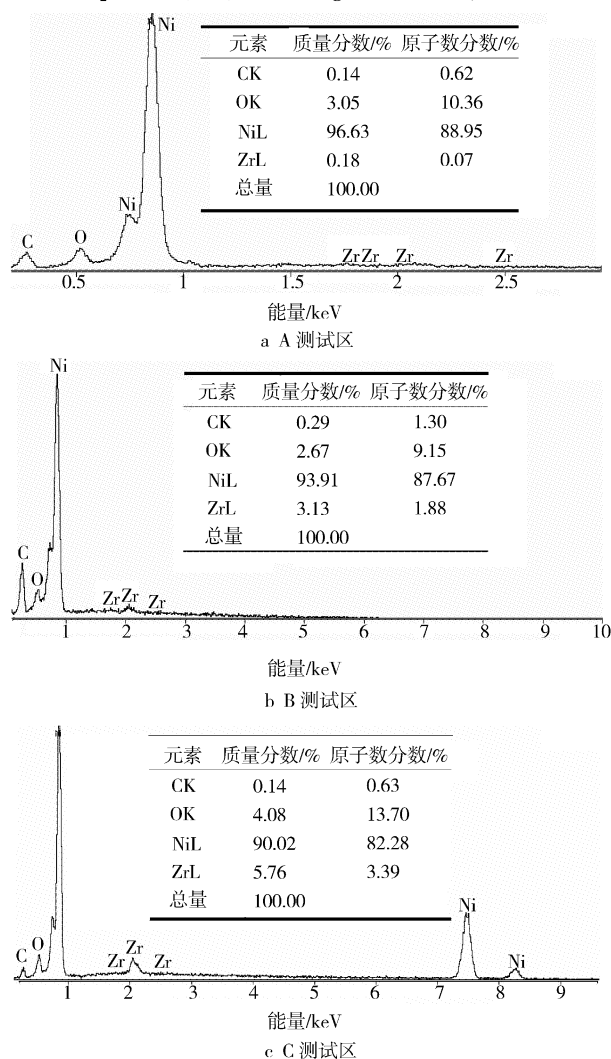 Ni
元素 质量分数/% 原子数分数/%
CK 0.14 0.62
OK 3.05 10.36
NiL 96.63 88.95
ZrL 0.18 0.07
总量 100.00
Ni
C O
Zr Zr Zr Zr
0.5 1 1.5 2 2.5
能量/keV
a A 测试区
Ni
元素 质量分数/% 原子数分数/%
CK 0.29 1.30
OK 2.67 9.15
NiL 93.91 87.67
ZrL 3.13 1.88
总量 100.00
C
O
Zr Zr Zr
1 2 3 4 5 6 7 8 9 10
能量/keV
b B 测试区
元素 质量分数/% 原子数分数/%
CK 0.14 0.63
OK 4.08 13.70
NiL 90.02 82.28
ZrL 5.76 3.39
总量 100.00
Ni
C O Zr Zr Zr Ni
1 2 3 4 5 6 7 8 9
能量/keV
c C 测试区